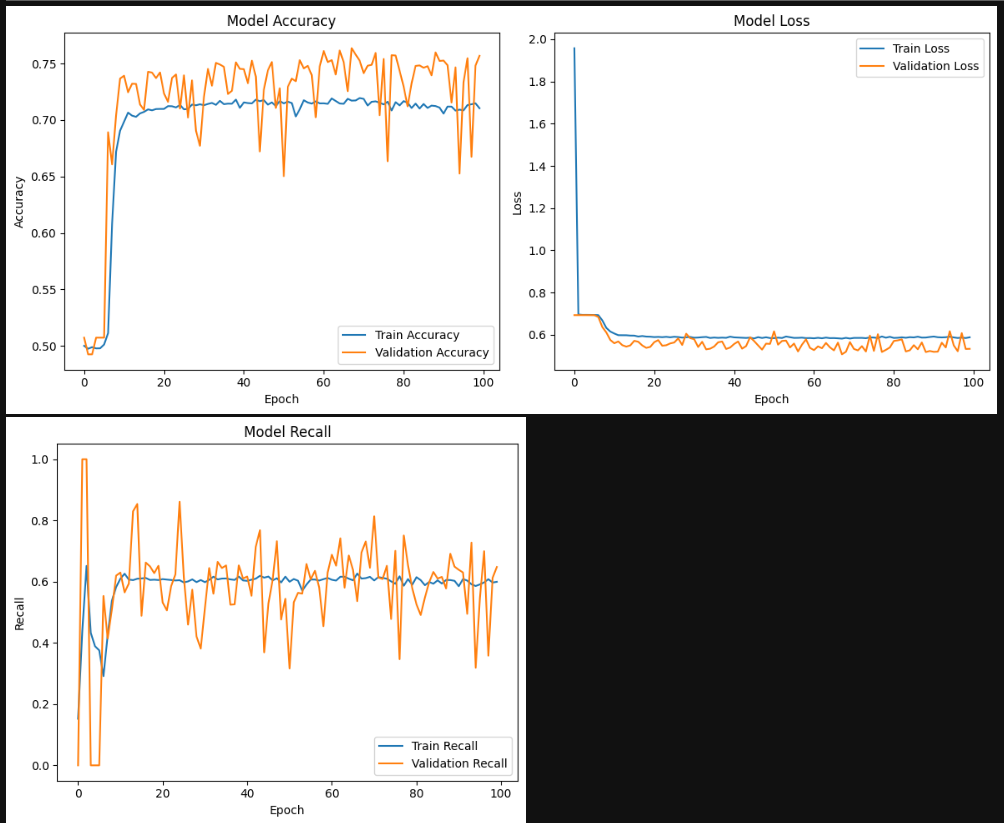 Model Accuracy
0.75
0.70
0.65
0.60
0.55
0.50
Accuracy
0 20 40 60 80 100
Epoch
Train Accuracy
Validation Accuracy
Model Loss
2.0
1.8
1.6
1.4
1.2
1.0
0.8
0.6
Loss
0 20 40 60 80 100
Epoch
Train Loss
Validation Loss
Model Recall
1.0
0.8
0.6
0.4
0.2
0.0
Recall
0 20 40 60 80 100
Epoch
Train Recall
Validation Recall